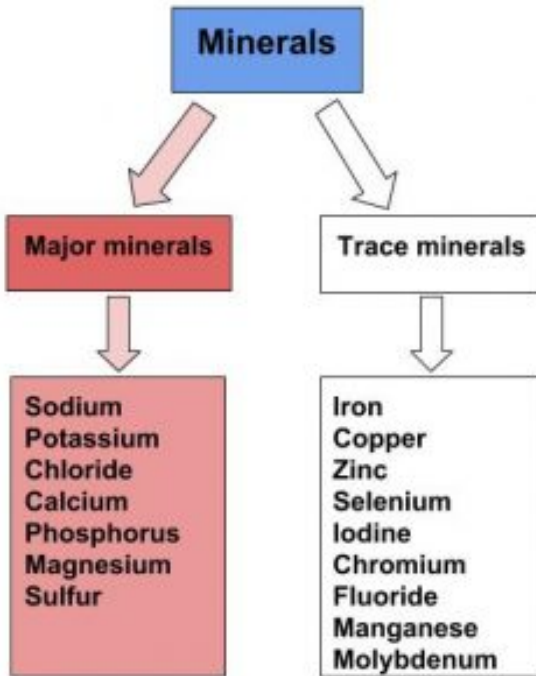 Minerals
Major minerals
Trace minerals
Sodium
Potassium
Chloride
Calcium
Phosphorus
Magnesium
Sulfur
Iron
Copper
Zinc
Selenium
Iodine
Chromium
Fluoride
Manganese
Molybdenum